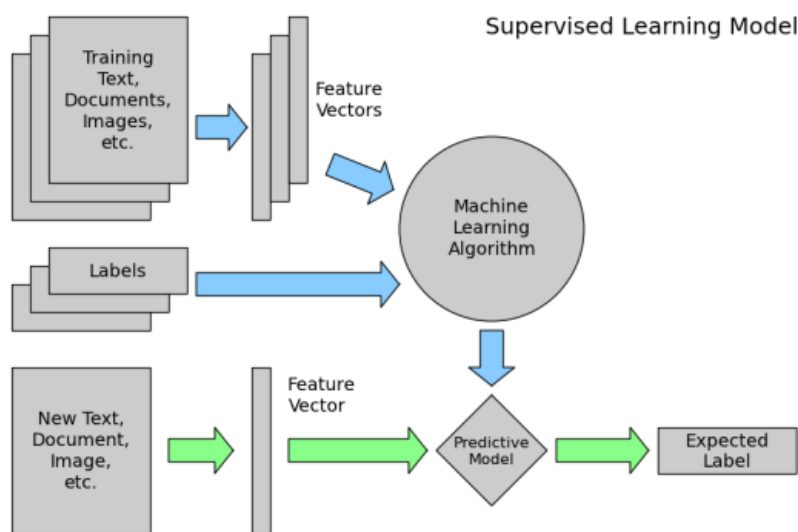 Supervised Learning Model
Training
Text,
Documents,
Images,
etc.
Feature
Vectors
Machine
Learning
Algorithm
Labels
New Text,
Document,
Image,
etc.
Feature
Vector
Predictive
Model
Expected
Label